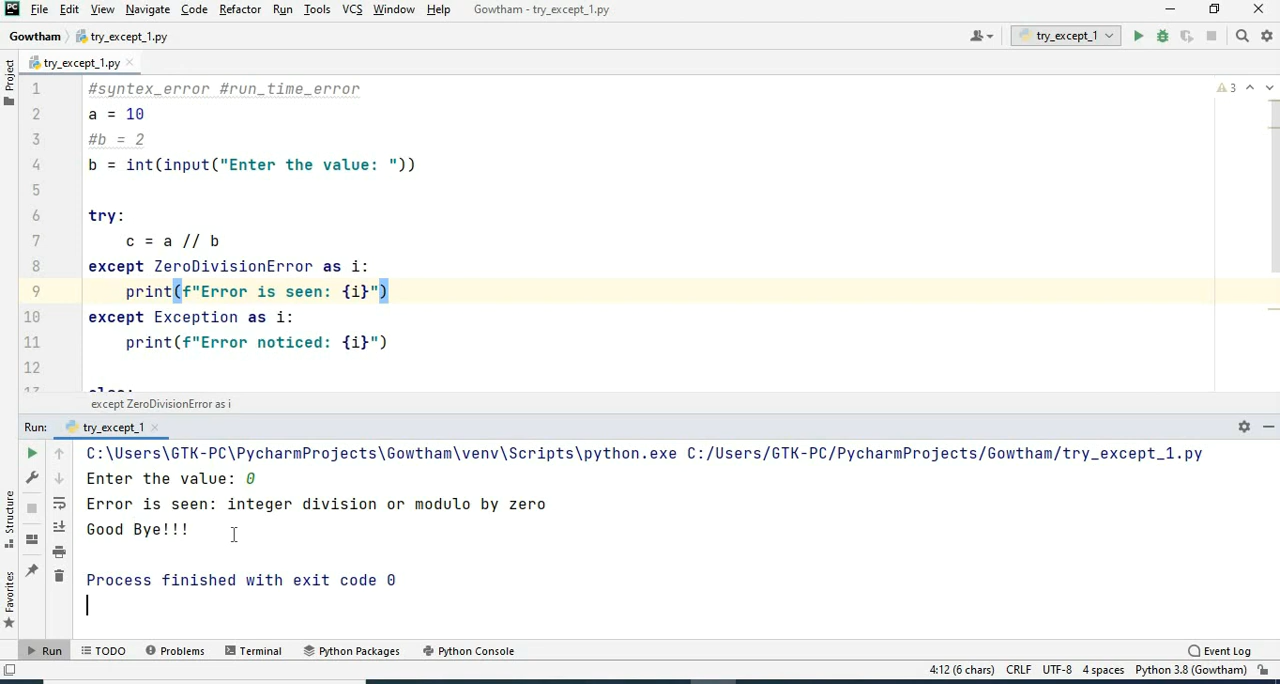 File Edit View Navigate Code Refactor Run Tools VCS Window Help Gowtham - try_except_1.py
Gowtham try_except_1.py try_except_1
Project
try_except_1.py
1 #syntex_error #run_time_error 3
2 a = 10
3 #b = 2
4 b = int(input("Enter the value: "))
5
6 try:
7 c = a // b
8 except ZeroDivisionError as i:
9 print(f"Error is seen: {i}")
10 except Exception as i:
11 print(f"Error noticed: {i}")
12
13 else:
except ZeroDivisionError as i
Run: try_except_1
C:\Users\GTK-PC\PycharmProjects\Gowtham\venv\Scripts\python.exe C:/Users/GTK-PC/PycharmProjects/Gowtham/try_except_1.py
Enter the value: 0
Error is seen: integer division or modulo by zero
Good Bye!!!
Process finished with exit code 0
Structure
Favorites
Run TODO Problems Terminal Python Packages Python Console Event Log
4:12 (6 chars) CRLF UTF-8 4 spaces Python 3.8 (Gowtham)